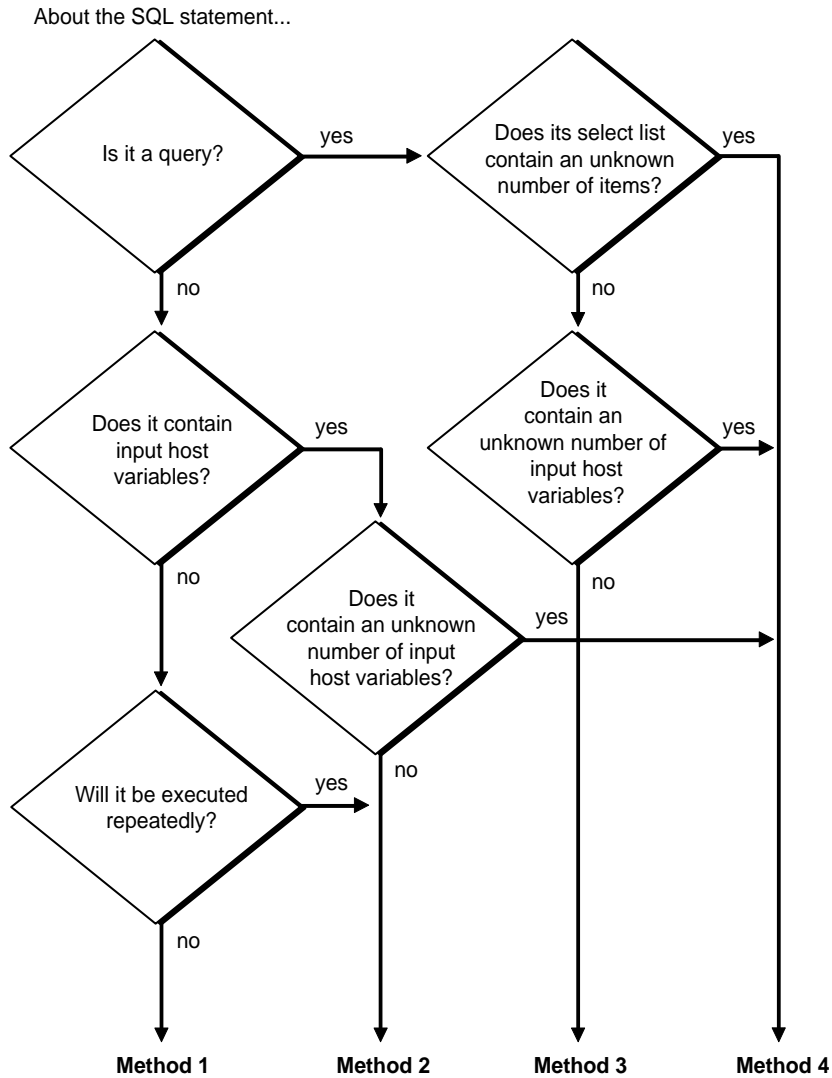 About the SQL statement...
Is it a query?
yes
Does its select list
contain an unknown
number of items?
yes
no
no
Does it contain
input host
variables?
yes
Does it
contain an
unknown number of
input host
variables?
yes
no
no
Does it
contain an unknown
number of input
host variables?
yes
no
Will it be executed
repeatedly?
yes
no
Method 1
Method 2
Method 3
Method 4